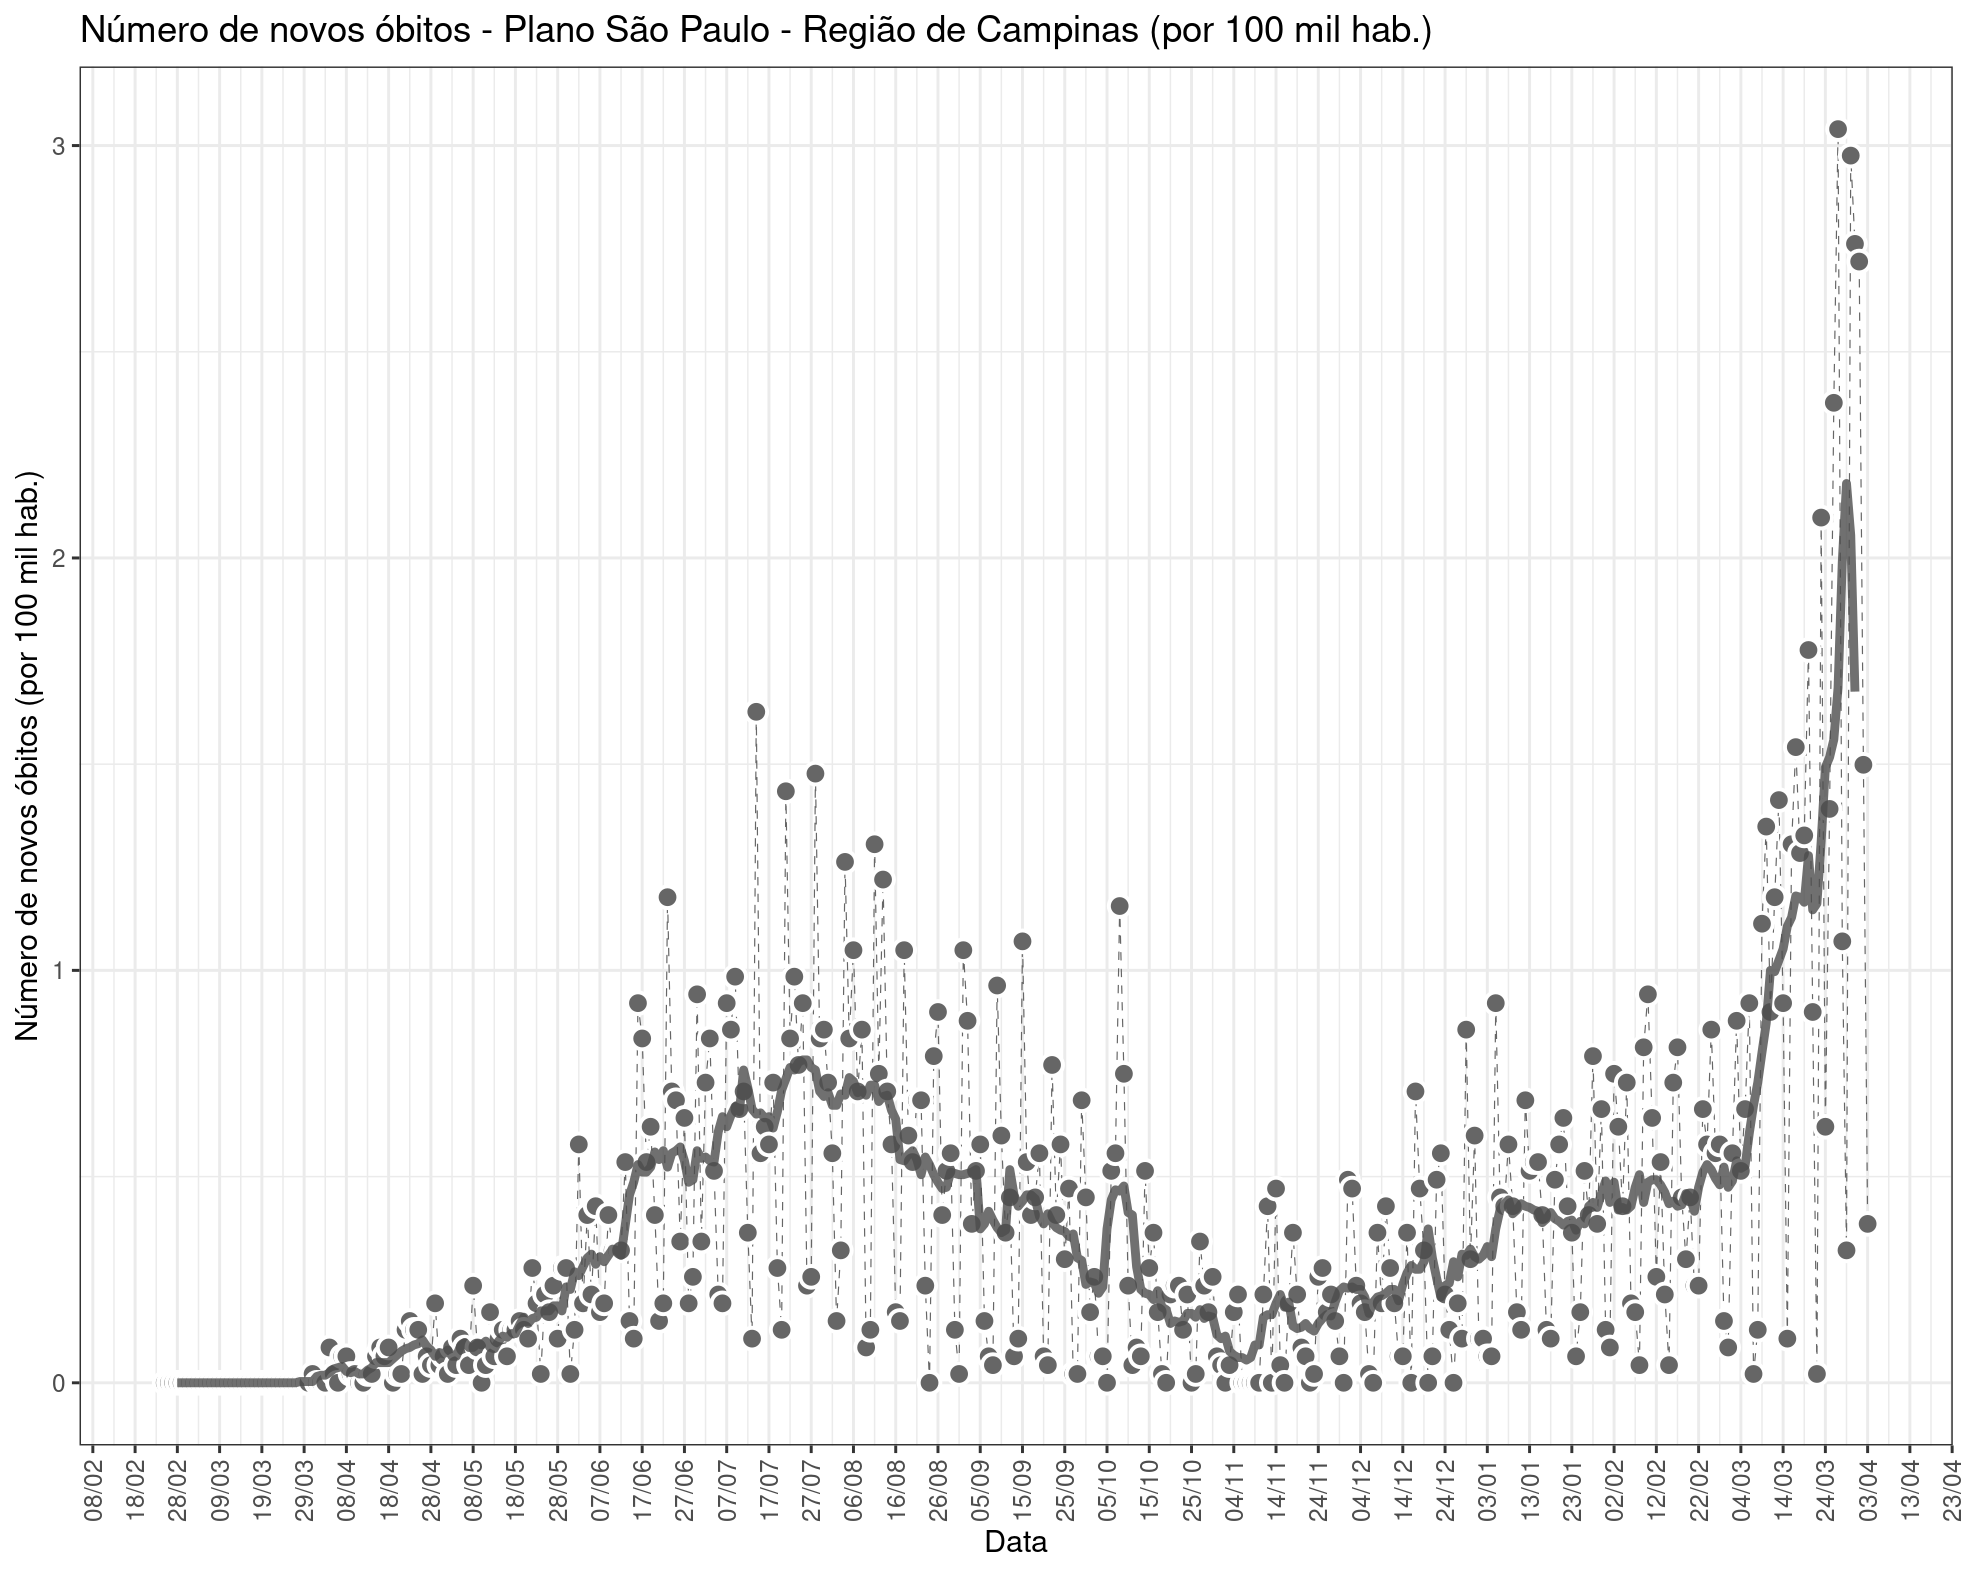 Número de novos óbitos - Plano São Paulo - Região de Campinas (por 100 mil hab.)
Número de novos óbitos (por 100 mil hab.)
3
2
1
0
08/02 18/02 28/02 09/03 19/03 29/03 08/04 18/04 28/04 08/05 18/05 28/05 07/06 17/06 27/06 07/07 17/07 27/07 06/08 16/08 26/08 05/09 15/09 25/09 05/10 15/10 25/10 04/11 14/11 24/11 04/12 14/12 24/12 03/01 13/01 23/01 02/02 12/02 22/02 04/03 14/03 24/03 03/04 13/04 23/04
Data